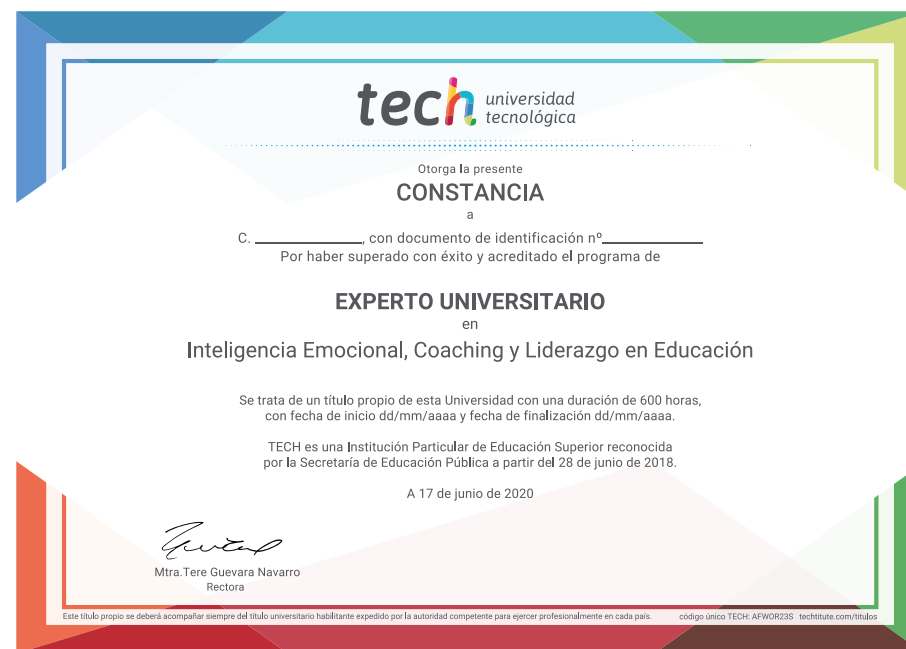 tech universidad
tecnológica
Otorga la presente
CONSTANCIA
a
C. ____________, con documento de identificación nº____________
Por haber superado con éxito y acreditado el programa de
EXPERTO UNIVERSITARIO
en
Inteligencia Emocional, Coaching y Liderazgo en Educación
Se trata de un título propio de esta Universidad con una duración de 600 horas,
con fecha de inicio dd/mm/aaaa y fecha de finalización dd/mm/aaaa.
TECH es una Institución Particular de Educación Superior reconocida
por la Secretaría de Educación Pública a partir del 28 de junio de 2018.
A 17 de junio de 2020
Mtra.Tere Guevara Navarro
Rectora
Este título propio se deberá acompañar siempre del título universitario habilitante expedido por la autoridad competente para ejercer profesionalmente en cada país. código único TECH: AFWOR23S techtitute.com/titulos